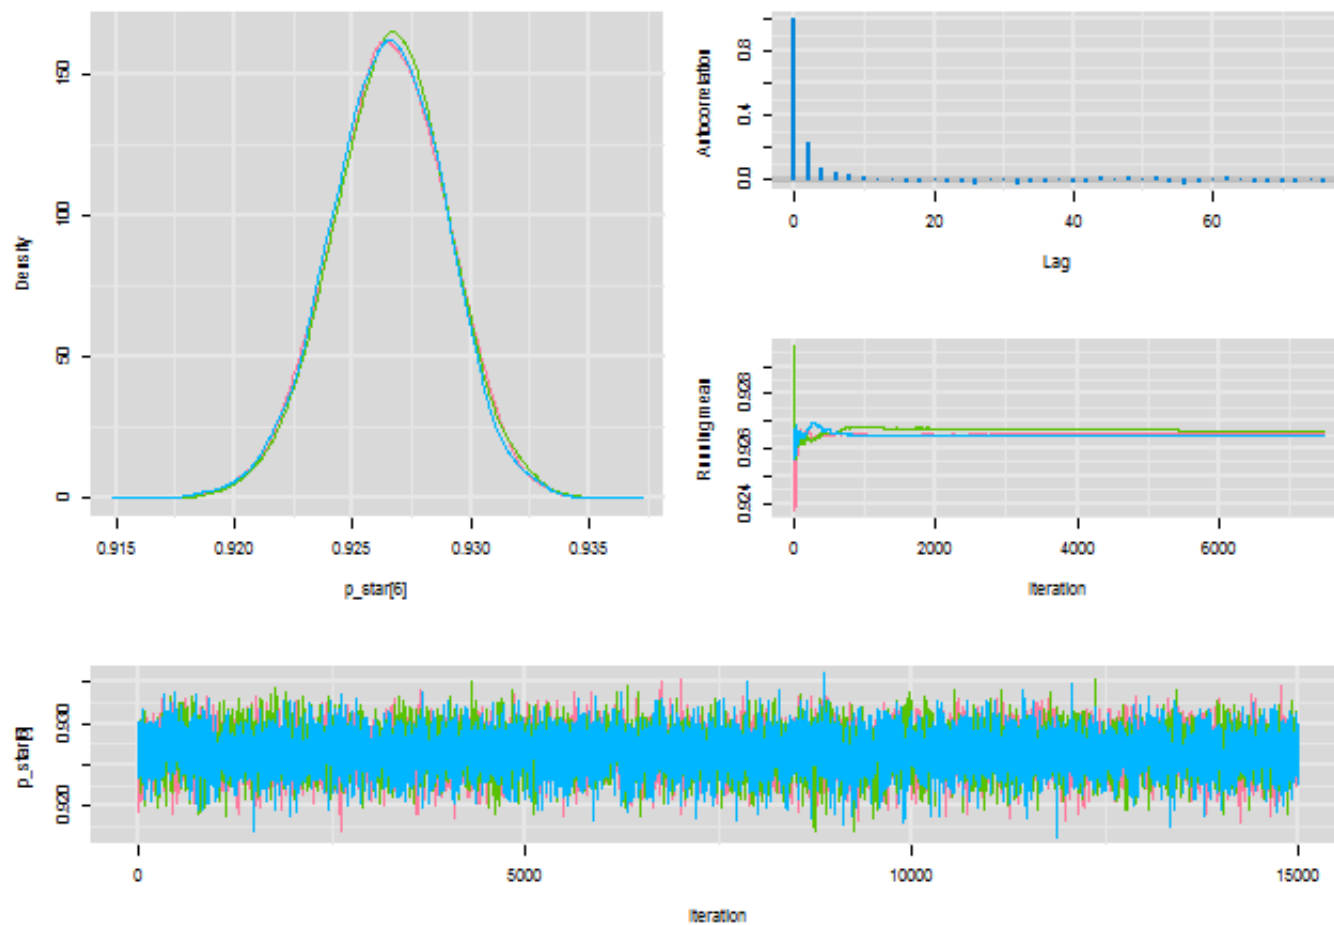 Density
150
100
50
0
0.915 0.920 0.925 0.930 0.935
p_star[6]
Autocorrelation
0.8
0.4
0.0
0 20 40 60
Lag
Running mean
0.928
0.926
0.924
0 2000 4000 6000
Iteration
p_star[6]
0.930
0.920
0 5000 10000 15000
Iteration